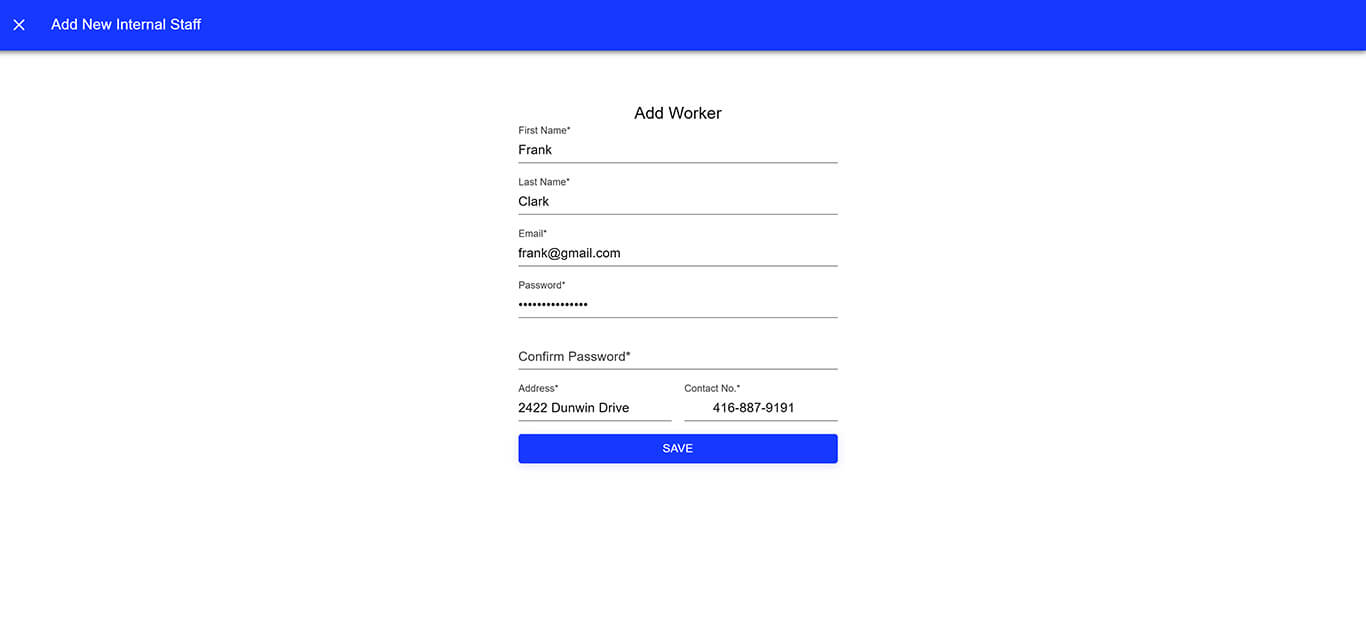 Add New Internal Staff
Add Worker
First Name*
Frank
Last Name*
Clark
Email*
frank@gmail.com
Password*
•••••••••••••••
Confirm Password*
Address* Contact No.*
2422 Dunwin Drive 416-887-9191
SAVE